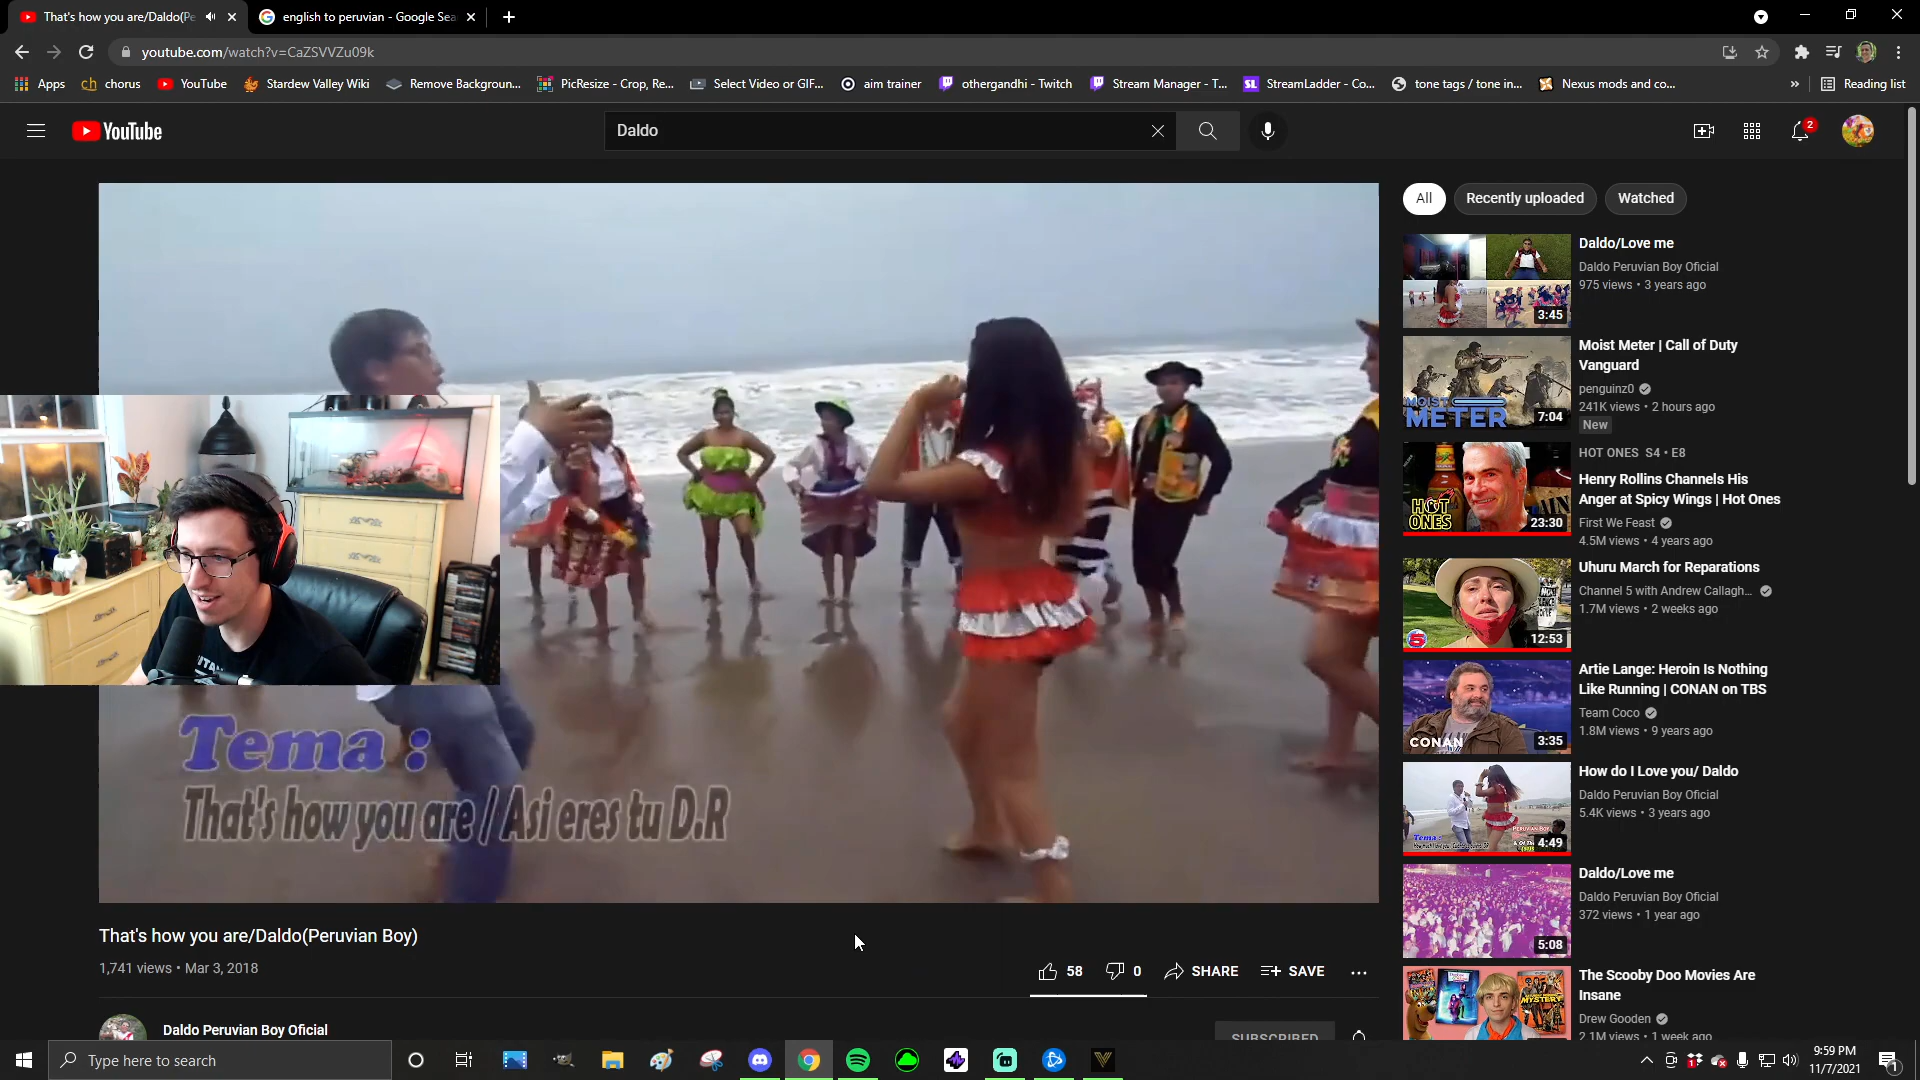 That's how you are/Daldo(Pe
english to peruvian - Google Sea
youtube.com/watch?v=CaZSVVZu09k
Apps
chorus
YouTube
Stardew Valley Wiki
Remove Backgroun...
PicResize - Crop, Re...
Select Video or GIF...
aim trainer
othergandhi - Twitch
Stream Manager - T...
StreamLadder - Co...
tone tags / tone in...
Nexus mods and co...
»
Reading list
YouTube
Daldo
2
All
Recently uploaded
Watched
Tema :
That's how you are / Asi eres tu D.R
That's how you are/Daldo(Peruvian Boy)
1,741 views • Mar 3, 2018
58
0
SHARE
SAVE
Daldo Peruvian Boy Oficial
SUBSCRIBED
3:45
Daldo/Love me
Daldo Peruvian Boy Oficial
975 views • 3 years ago
MOIST
METER
7:04
Moist Meter | Call of Duty
Vanguard
penguinz0
241K views • 2 hours ago
New
HOT
ONES
23:30
HOT ONES S4 • E8
Henry Rollins Channels His
Anger at Spicy Wings | Hot Ones
First We Feast
4.5M views • 4 years ago
5
12:53
Uhuru March for Reparations
Channel 5 with Andrew Callagh...
1.7M views • 2 weeks ago
CONAN
3:35
Artie Lange: Heroin Is Nothing
Like Running | CONAN on TBS
Team Coco
1.8M views • 9 years ago
Tema :
PERUVIAN BOY
4:49
How do I Love you/ Daldo
Daldo Peruvian Boy Oficial
5.4K views • 3 years ago
5:08
Daldo/Love me
Daldo Peruvian Boy Oficial
372 views • 1 year ago
MYSTERY
The Scooby Doo Movies Are
Insane
Drew Gooden
2.1M views • 1 week ago
Type here to search
9:59 PM
11/7/2021
1